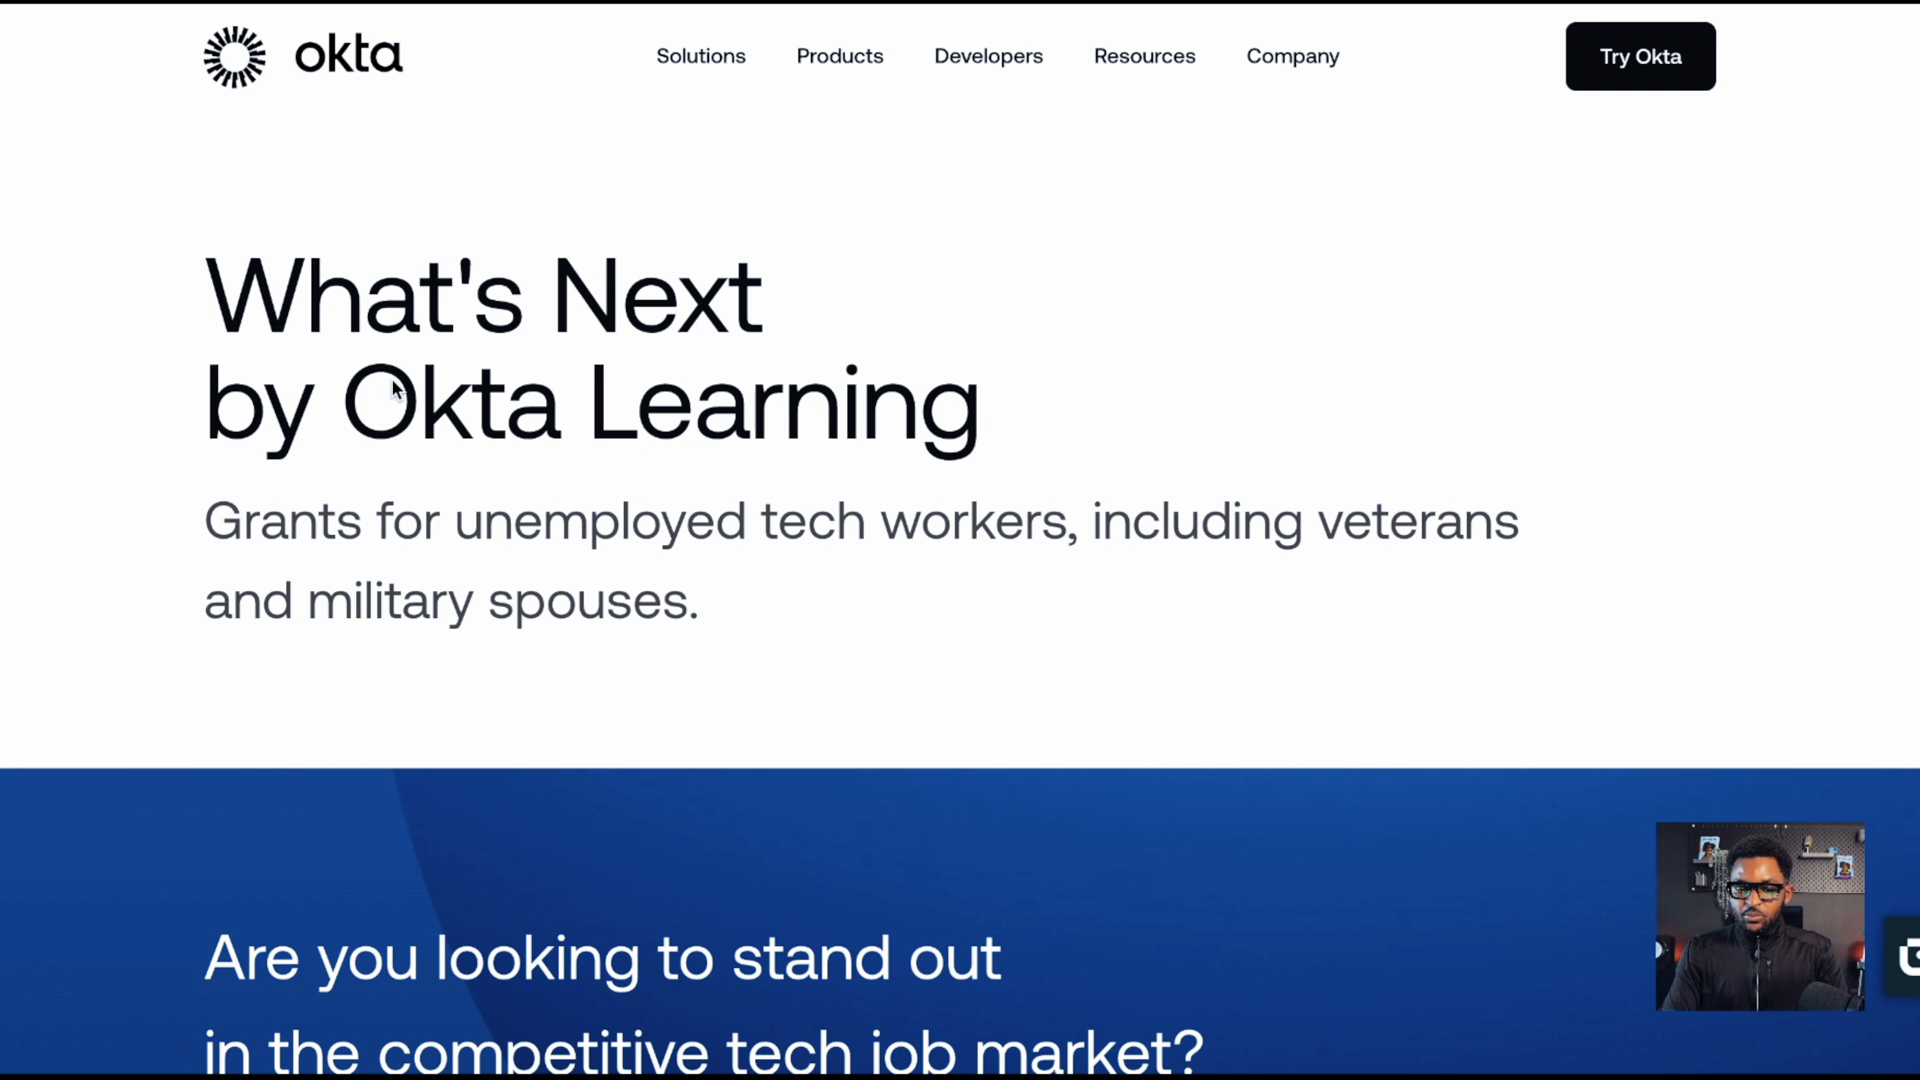 okta
Solutions
Products
Developers
Resources
Company
Try Okta
What's Next
by Okta Learning
Grants for unemployed tech workers, including veterans
and military spouses.
Are you looking to stand out
in the competitive tech job market?